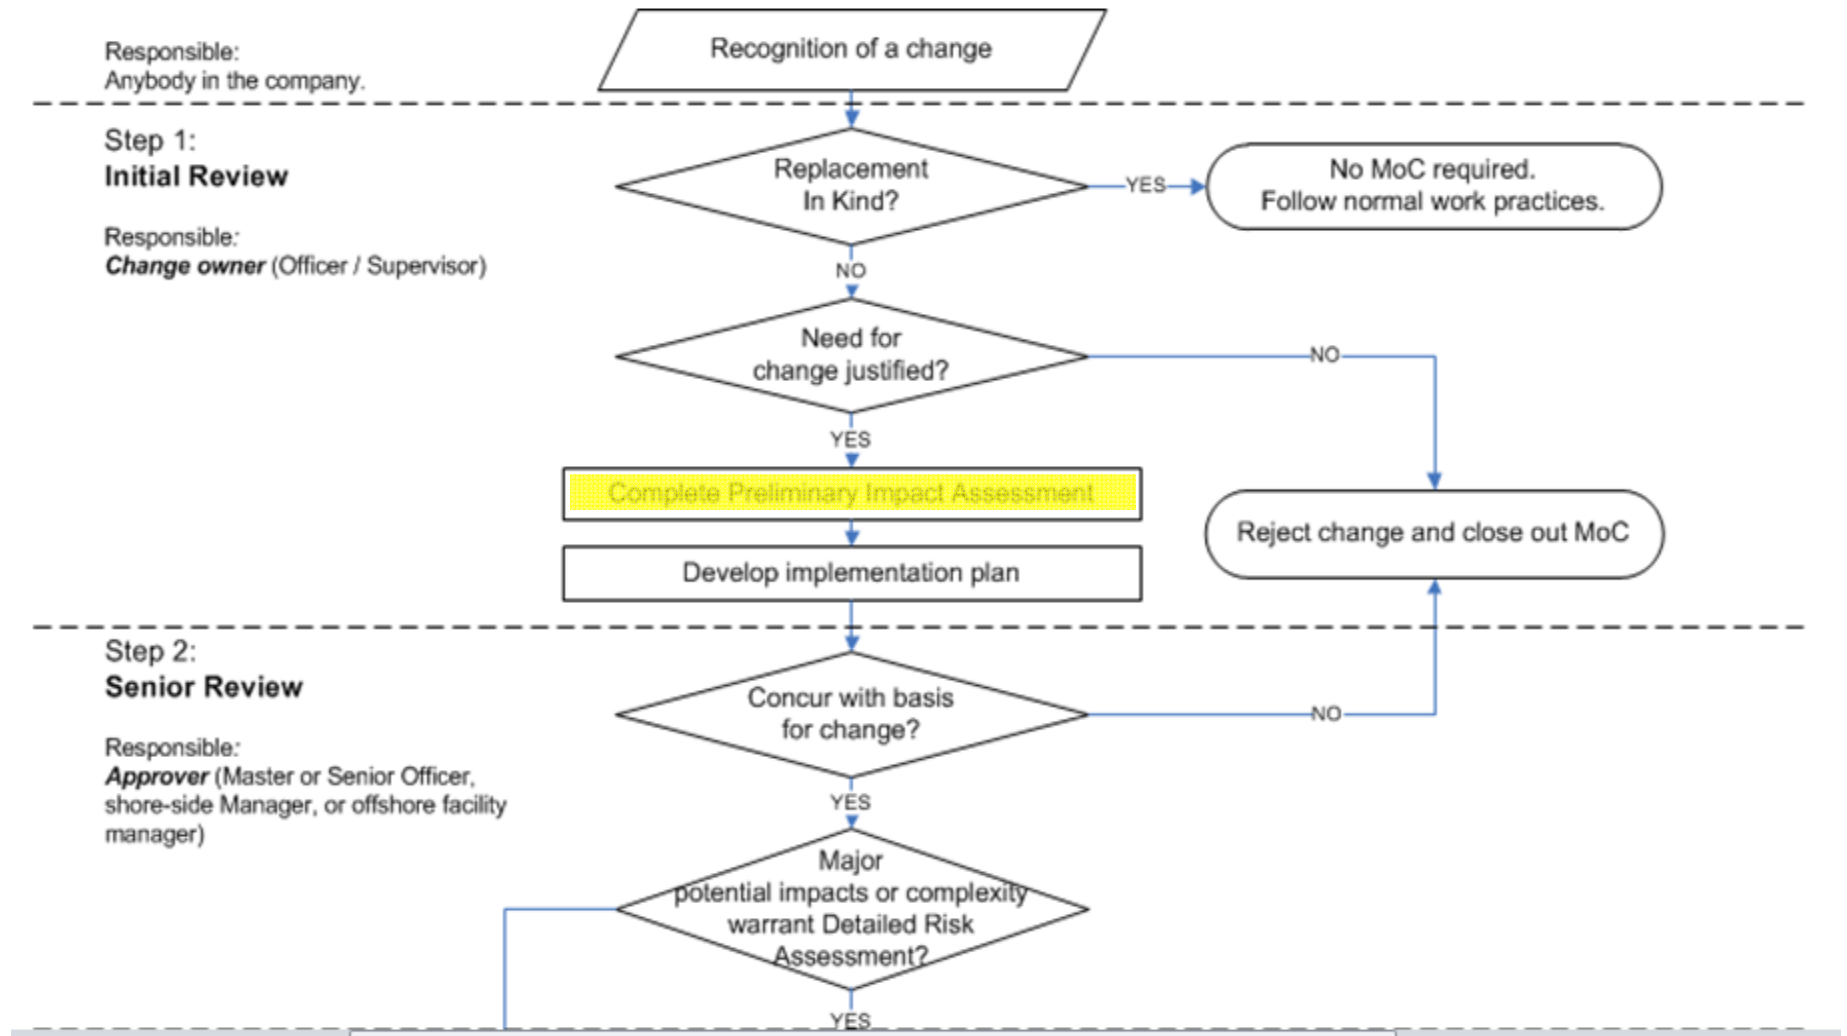 Responsible:
Anybody in the company.
Recognition of a change
Step 1:
Initial Review
Responsible:
Change owner (Officer / Supervisor)
Replacement
In Kind?
YES
No MoC required.
Follow normal work practices.
NO
Need for
change justified?
NO
YES
Complete Preliminary Impact Assessment
Develop implementation plan
Reject change and close out MoC
Step 2:
Senior Review
Responsible:
Approver (Master or Senior Officer,
shore-side Manager, or offshore facility
manager)
Concur with basis
for change?
NO
YES
Major
potential impacts or complexity
warrant Detailed Risk
Assessment?
YES